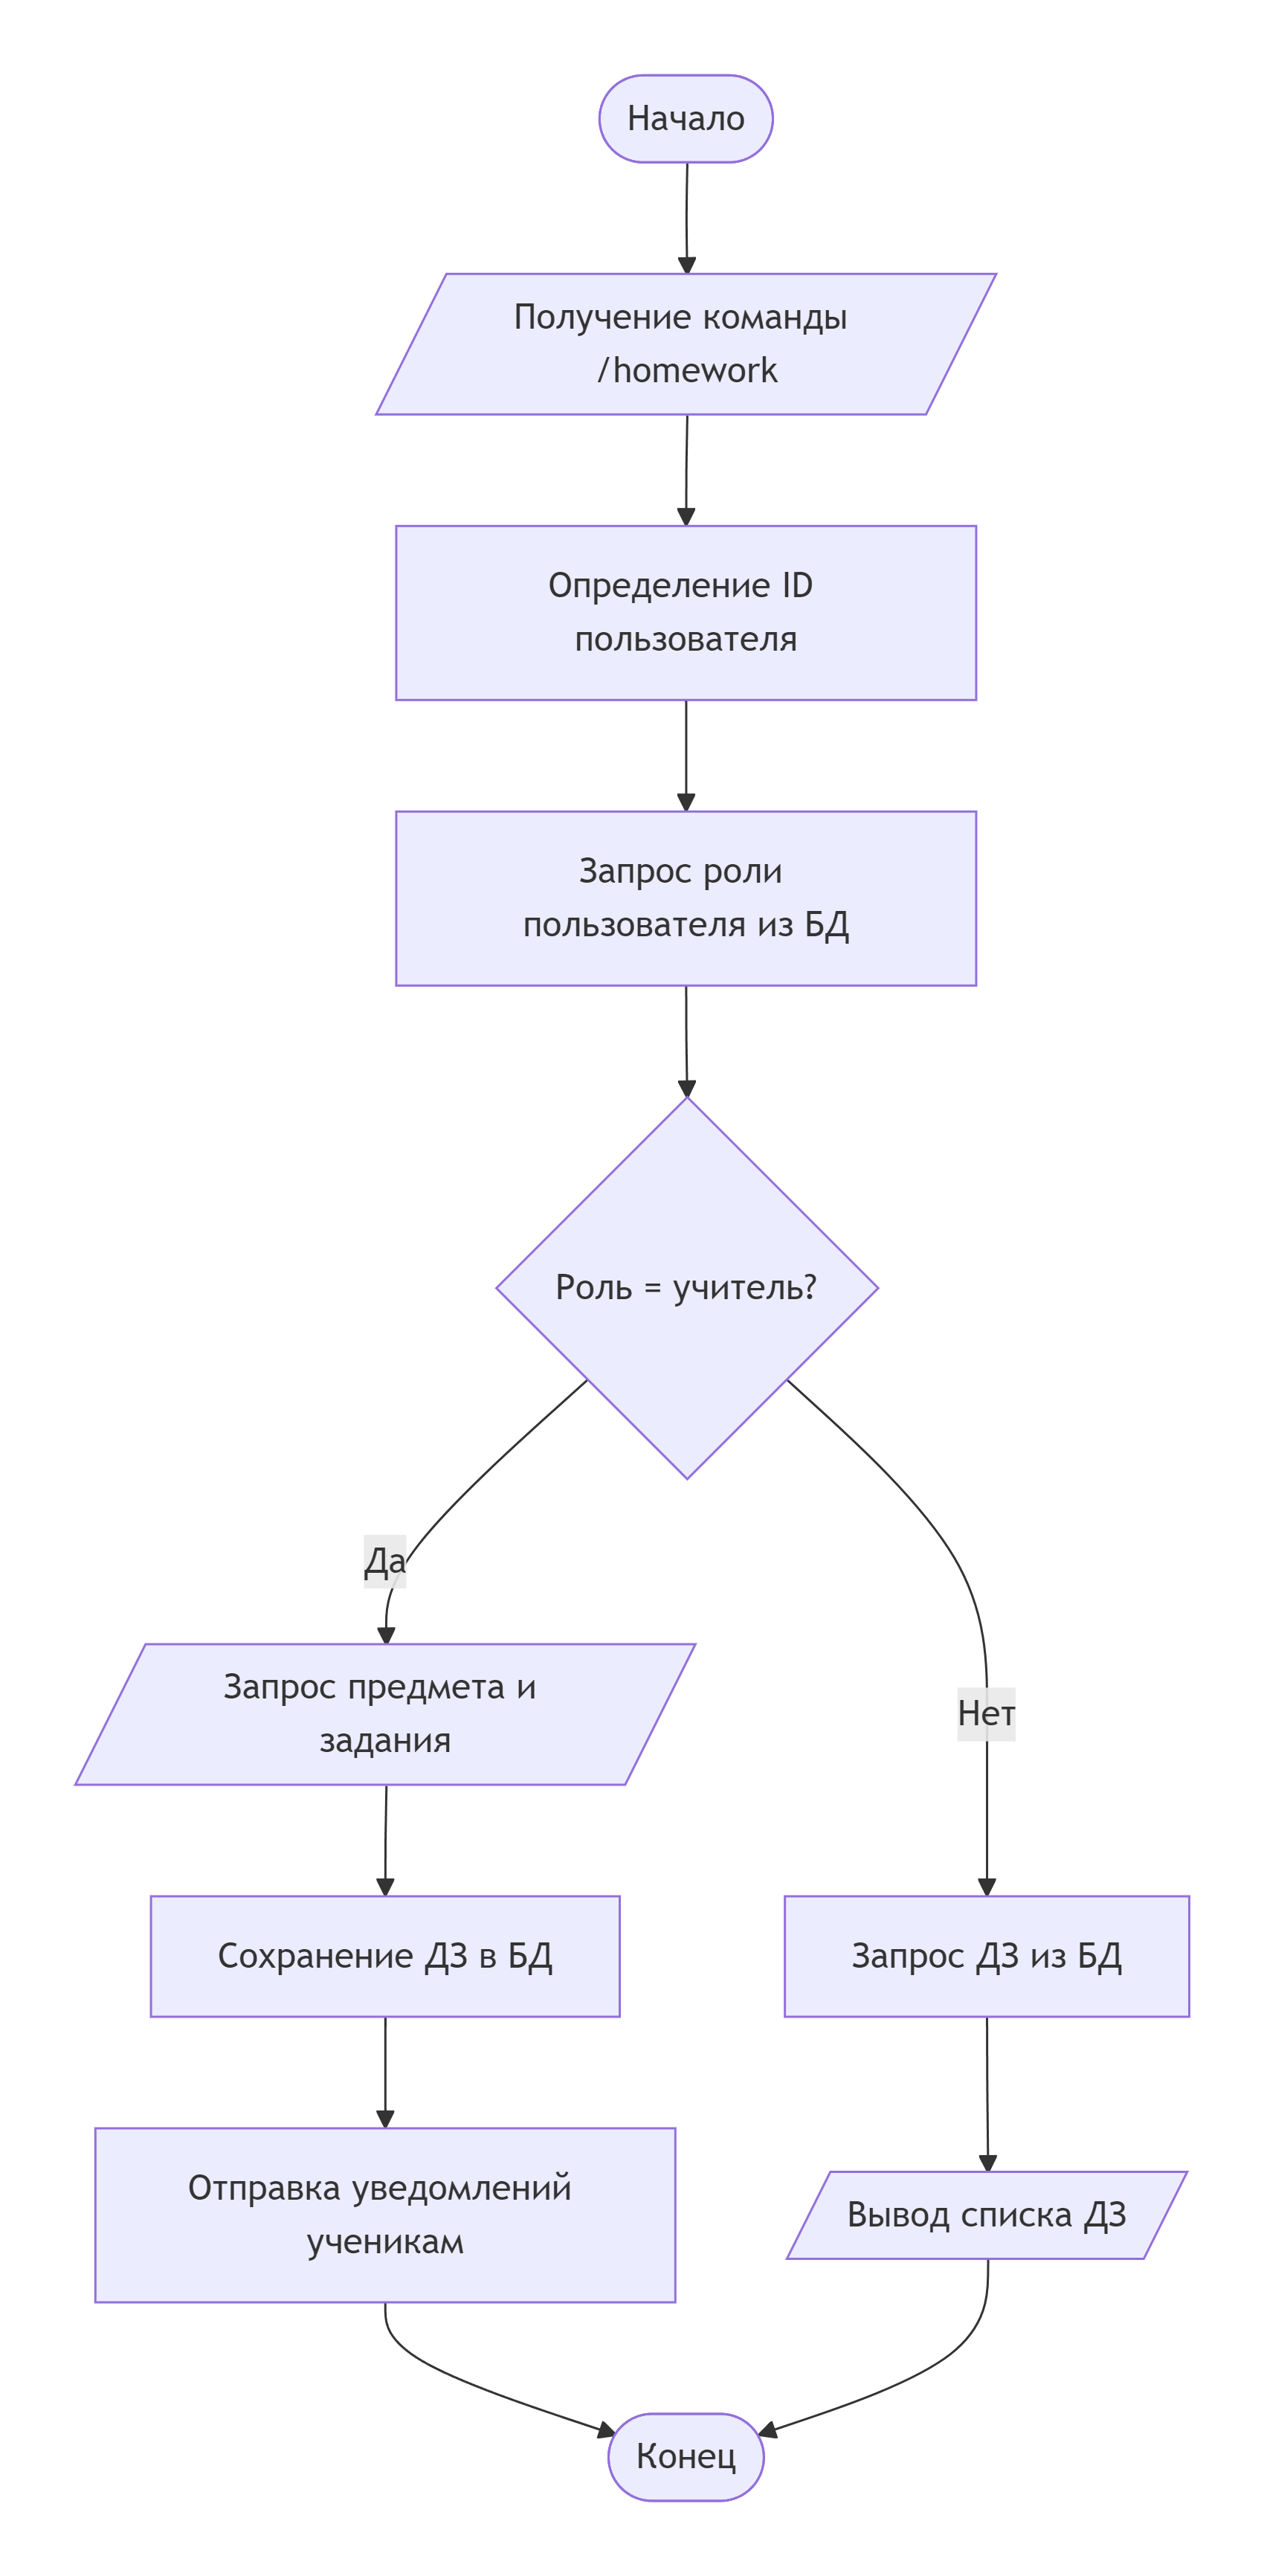 Начало
Получение команды
/homework
Определение ID
пользователя
Запрос роли
пользователя из БД
Роль = учитель?
Да
Нет
Запрос предмета и
задания
Сохранение ДЗ в БД
Запрос ДЗ из БД
Отправка уведомлений
ученикам
Вывод списка ДЗ
Конец